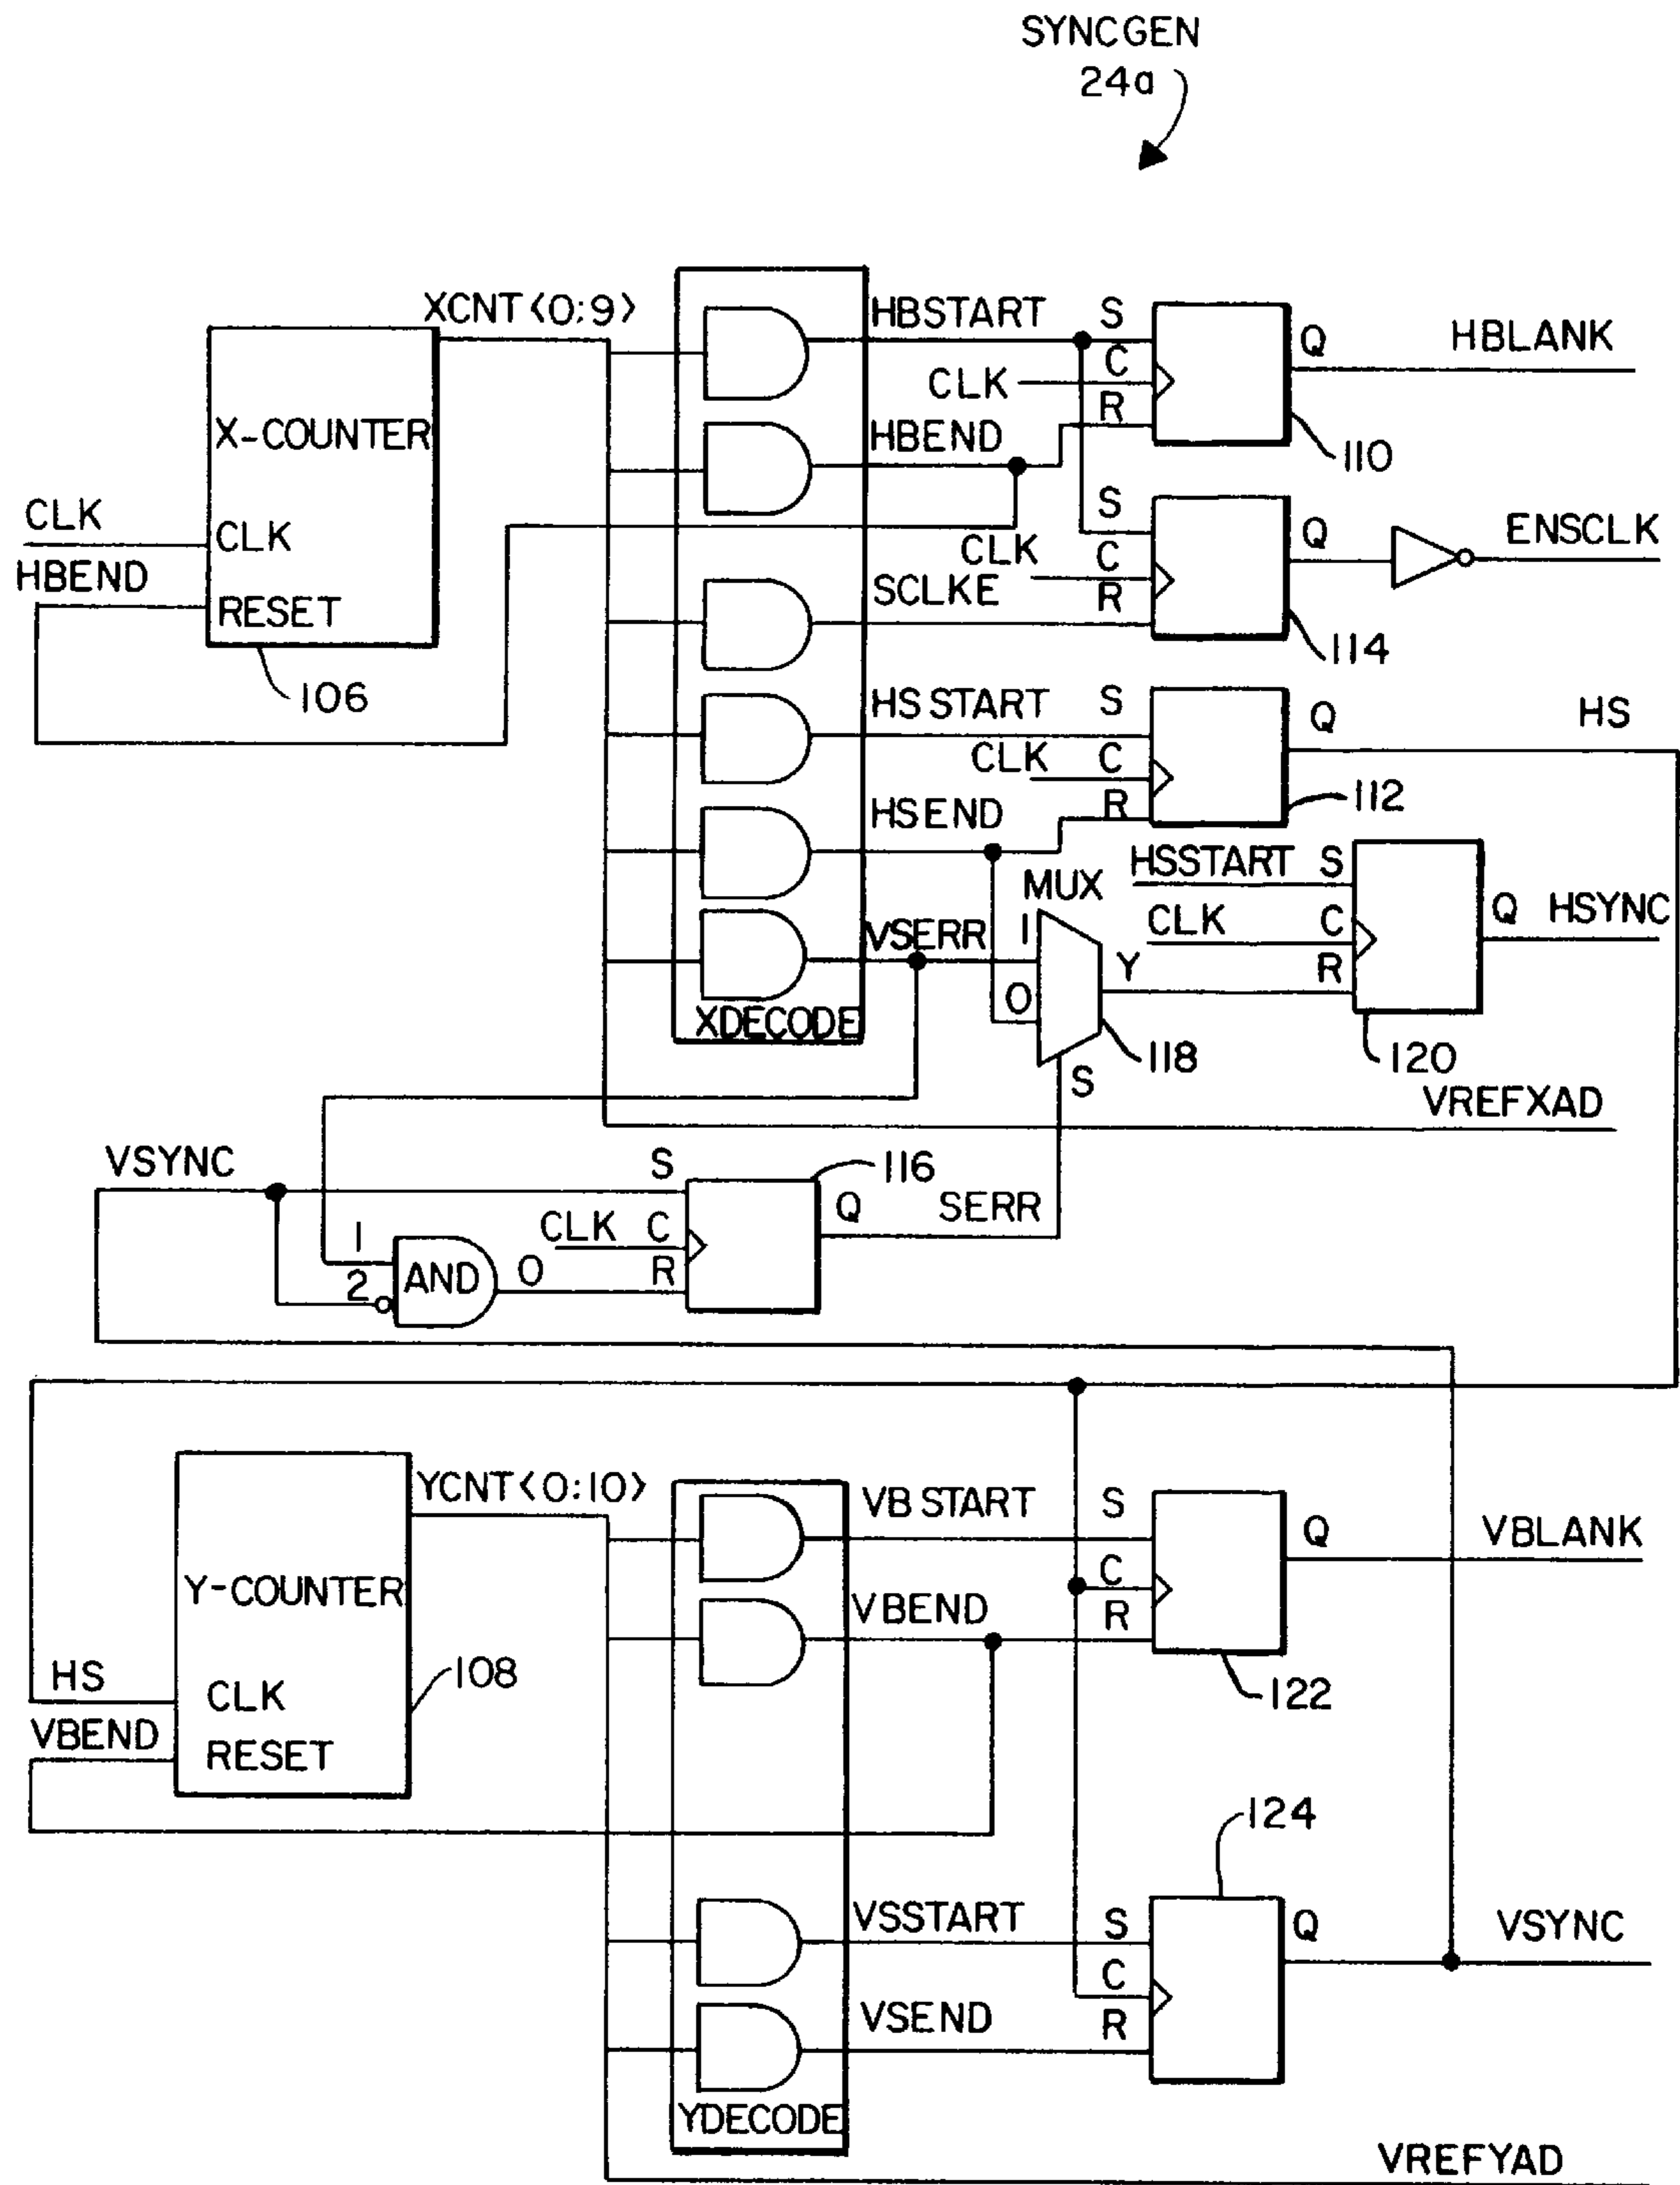 SYNCGEN
24a
XCNT<0:9>
X-COUNTER
CLK
CLK
HBEND
RESET
106
HBSTART
S
C
CLK
R
HBEND
Q
HBLANK
110
S
CLK
C
SCLKE
R
Q
ENSCLK
114
HS START
S
CLK
C
R
Q
HS
112
HSEND
MUX
VSERR
1
0
Y
S
118
HSSTART
S
CLK
C
R
Q
HSYNC
120
XDECODE
VREFXAD
VSYNC
S
116
CLK
C
R
Q
SERR
1
2
AND
O
YCNT<0:10>
Y-COUNTER
HS
CLK
VBEND
RESET
108
VB START
S
C
R
VBEND
Q
VBLANK
122
124
VSSTART
S
C
R
VSEND
Q
VSYNC
YDECODE
VREFYAD